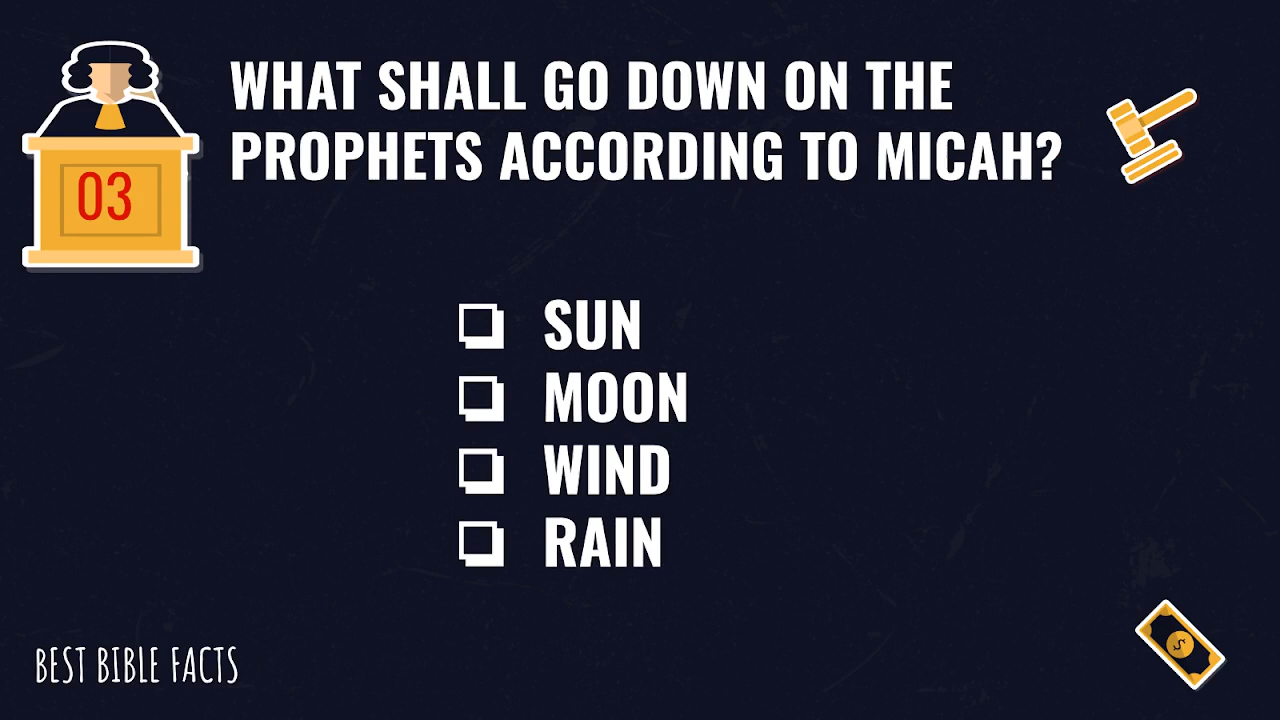 03
WHAT SHALL GO DOWN ON THE
PROPHETS ACCORDING TO MICAH?
SUN
MOON
WIND
RAIN
BEST BIBLE FACTS
$